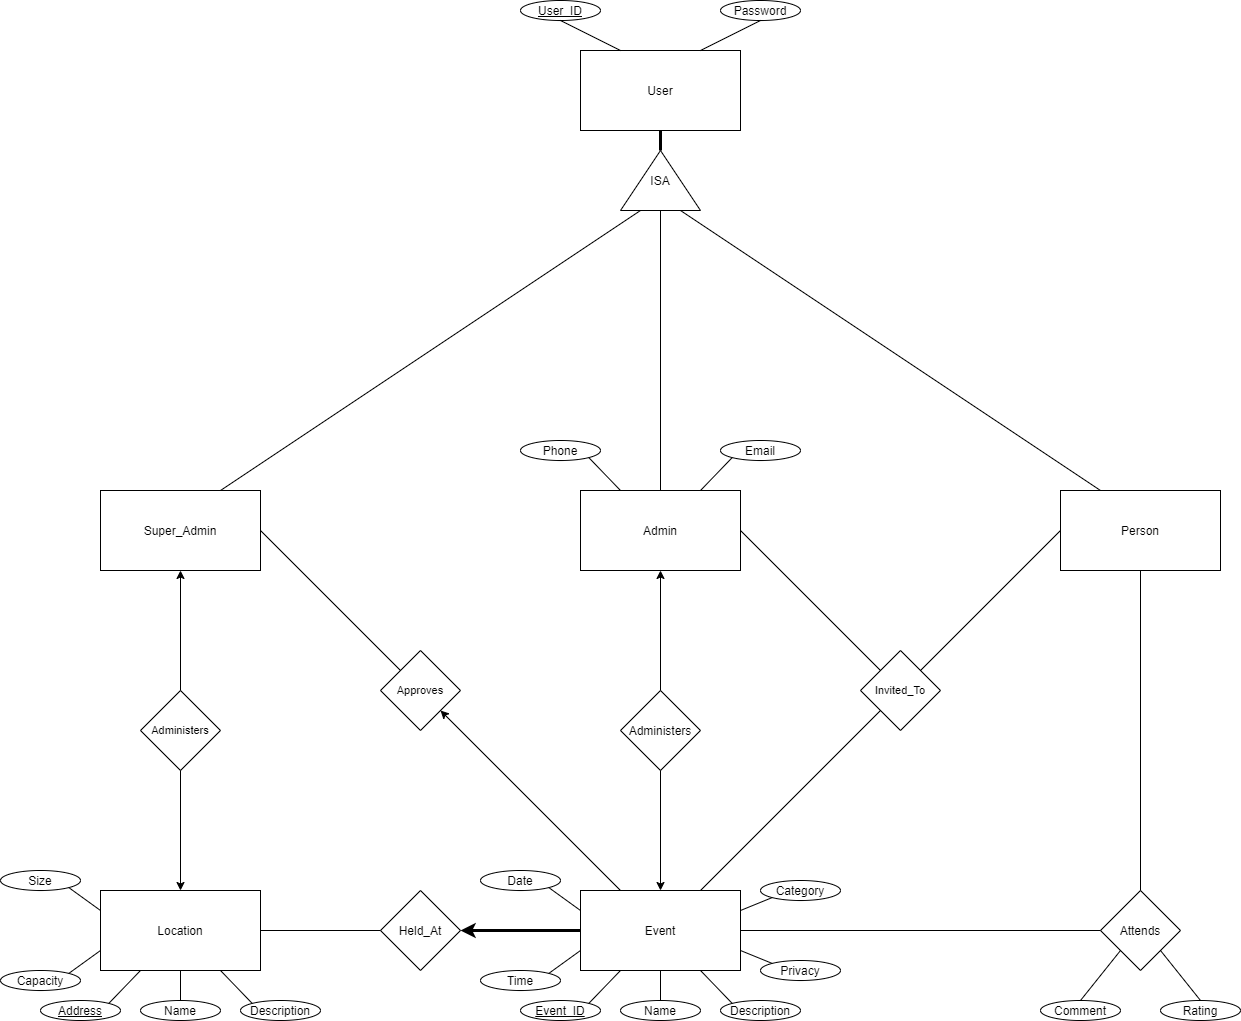 User_ID
Password
User
ISA
Phone
Email
Super_Admin
Admin
Person
Approves
Invited_To
Administers
Administers
Size
Date
Category
Location
Held_At
Event
Attends
Capacity
Time
Privacy
Address
Name
Description
Event_ID
Name
Description
Comment
Rating